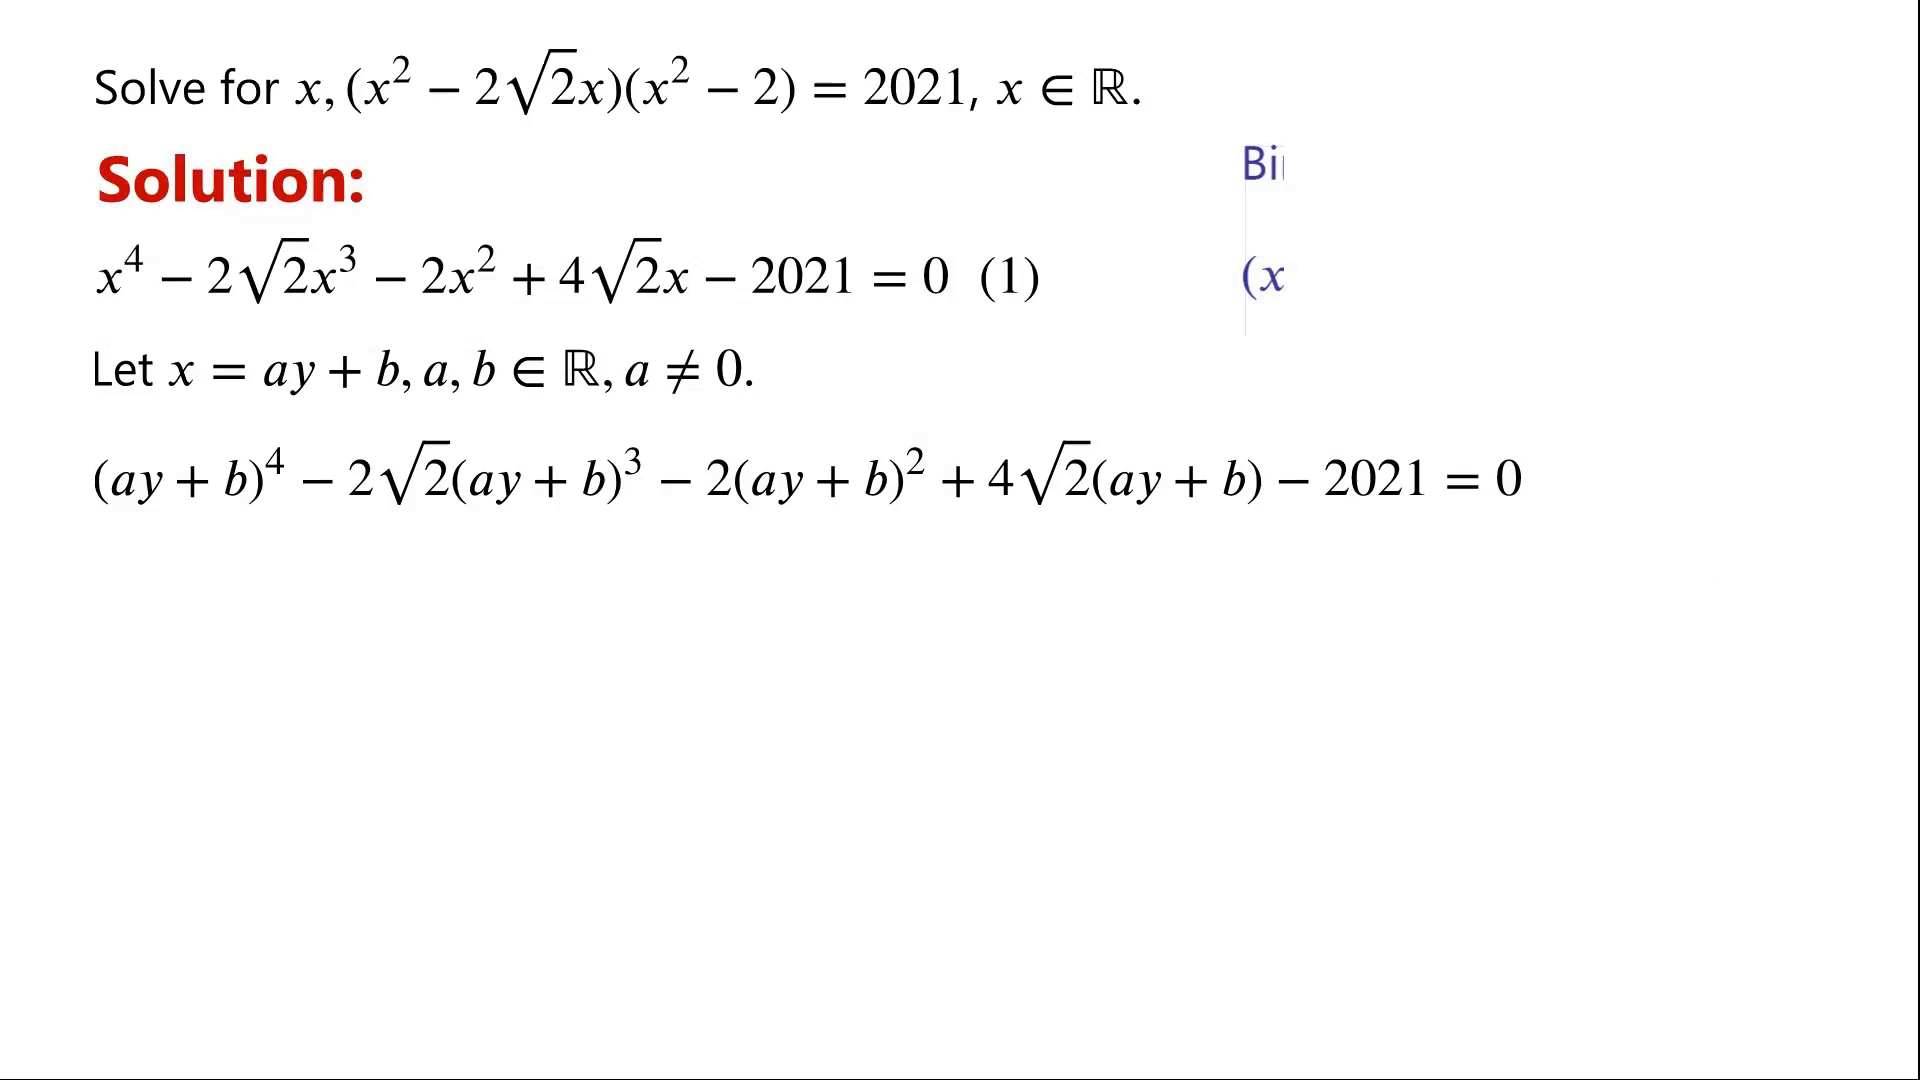 Solve for x, (x² − 2√2x)(x² − 2) = 2021, x ∈ ℝ.
Solution:
Bi
x⁴ − 2√2x³ − 2x² + 4√2x − 2021 = 0 (1)
(x
Let x = ay + b, a, b ∈ ℝ, a ≠ 0.
(ay + b)⁴ − 2√2(ay + b)³ − 2(ay + b)² + 4√2(ay + b) − 2021 = 0